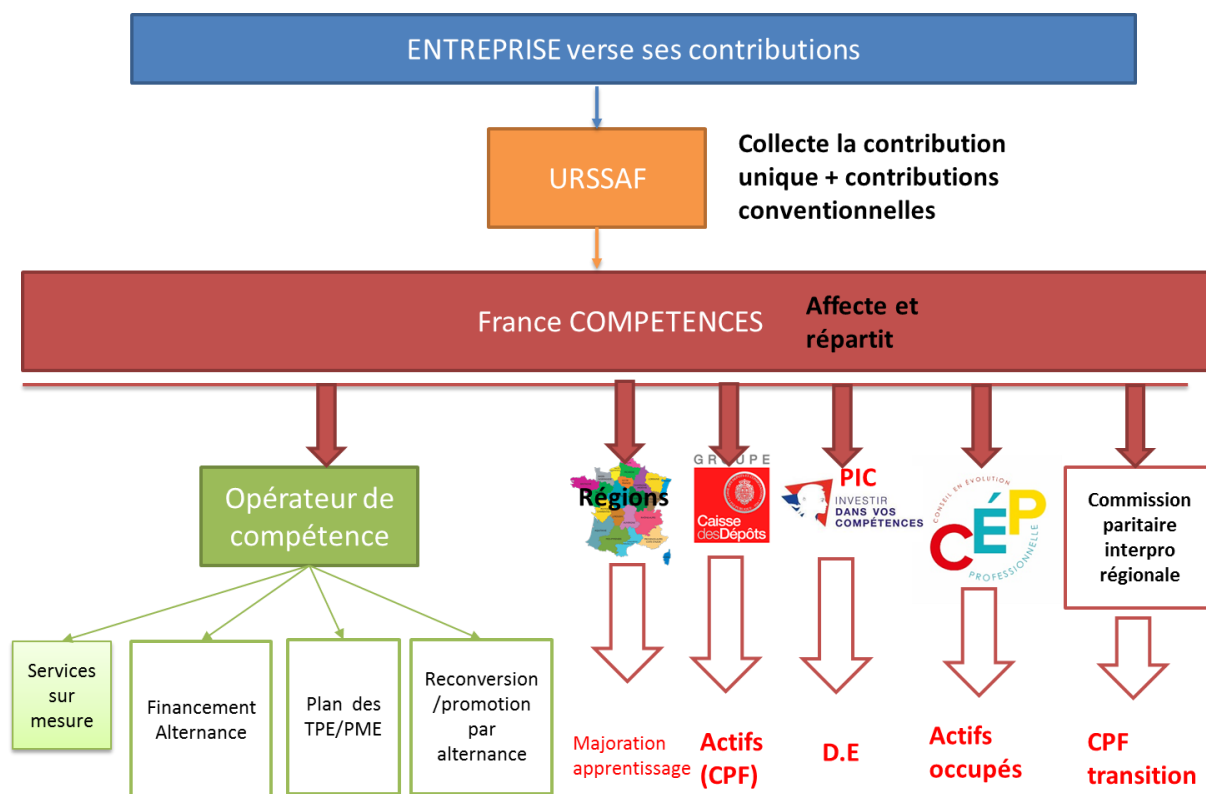 ENTREPRISE verse ses contributions
URSSAF
Collecte la contribution
unique + contributions
conventionnelles
France COMPETENCES
Affecte et
répartit
Opérateur de
compétence
Régions
GROUPE
Caisse
desDépôts
PIC
INVESTIR
DANS VOS
COMPÉTENCES
CONSEIL EN ÉVOLUTION
CÉP
PROFESSIONNELLE
Commission
paritaire
interpro
régionale
Services
sur
mesure
Financement
Alternance
Plan des
TPE/PME
Reconversion
/promotion
par
alternance
Majoration
apprentissage
Actifs
(CPF)
D.E
Actifs
occupés
CPF
transition